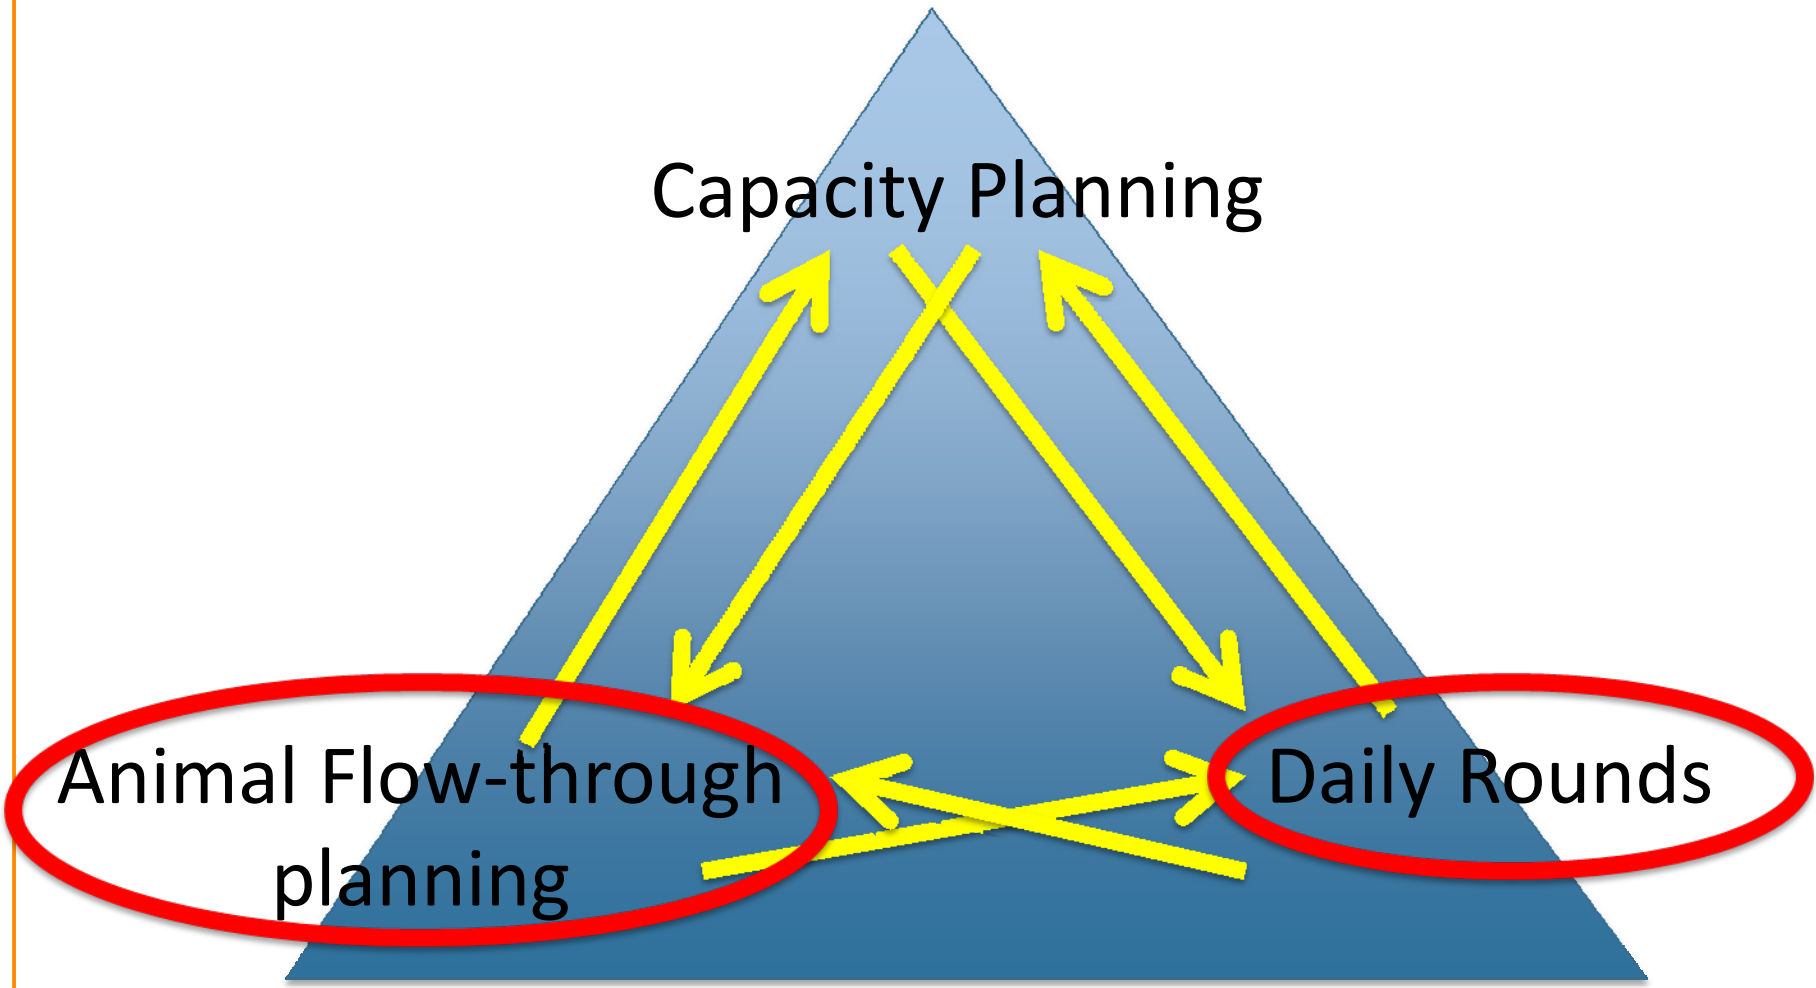 Capacity Planning
Animal Flow-through
planning
Daily Rounds